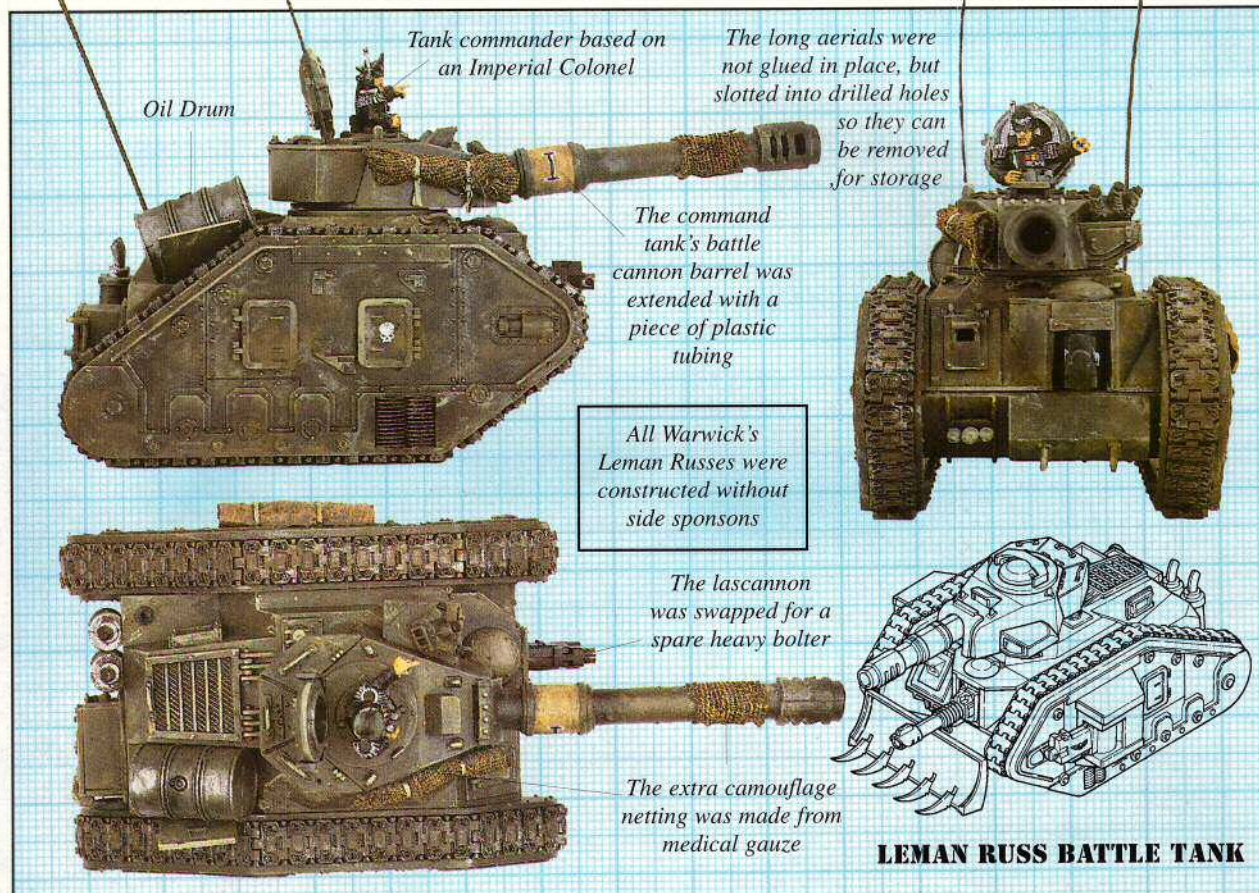 Tank commander based on
an Imperial Colonel
The long aerials were
not glued in place, but
slotted into drilled holes
so they can
be removed
for storage
Oil Drum
I
The command
tank's battle
cannon barrel was
extended with a
piece of plastic
tubing
All Warwick's
Leman Russes were
constructed without
side sponsons
The lascannon
was swapped for a
spare heavy bolter
The extra camouflage
netting was made from
medical gauze
LEMAN RUSS BATTLE TANK